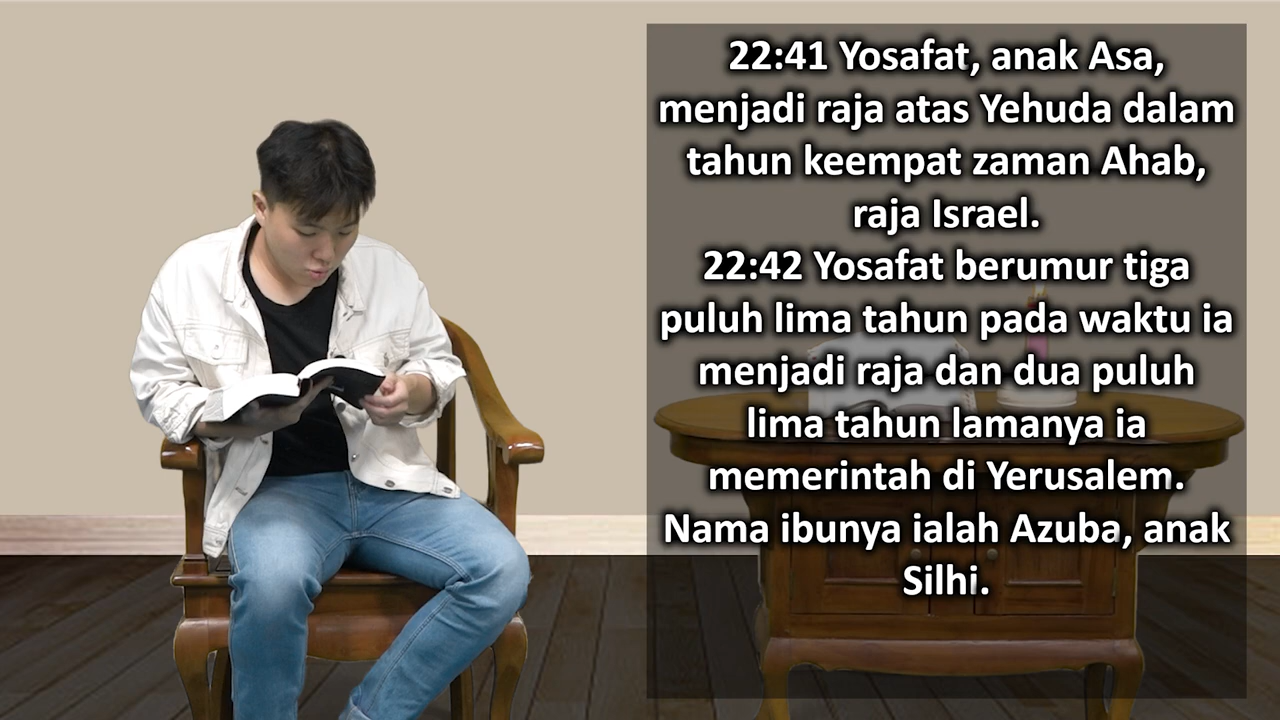 22:41 Yosafat, anak Asa,
menjadi raja atas Yehuda dalam
tahun keempat zaman Ahab,
raja Israel.
22:42 Yosafat berumur tiga
puluh lima tahun pada waktu ia
menjadi raja dan dua puluh
lima tahun lamanya ia
memerintah di Yerusalem.
Nama ibunya ialah Azuba, anak
Silhi.